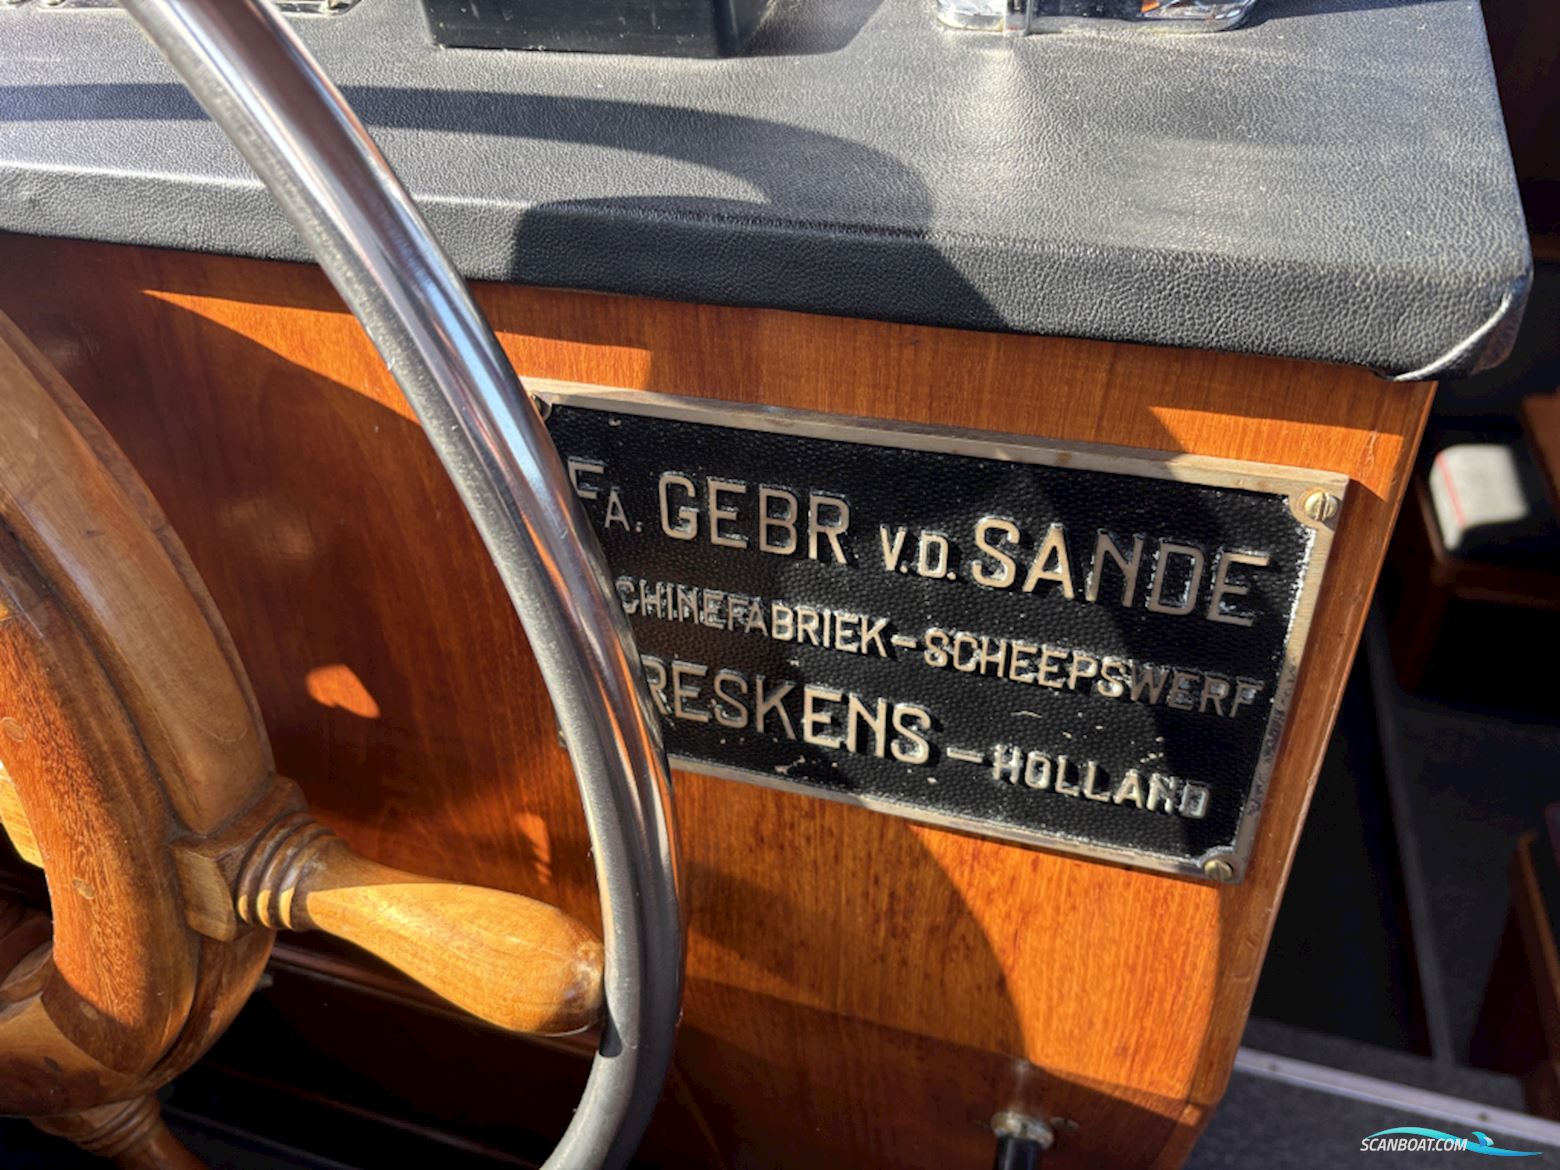 FA. GEBR V.D. SANDE
CHINEFABRIEK-SCHEEPSWERF
RESKENS - HOLLAND
SCANBOAT.COM